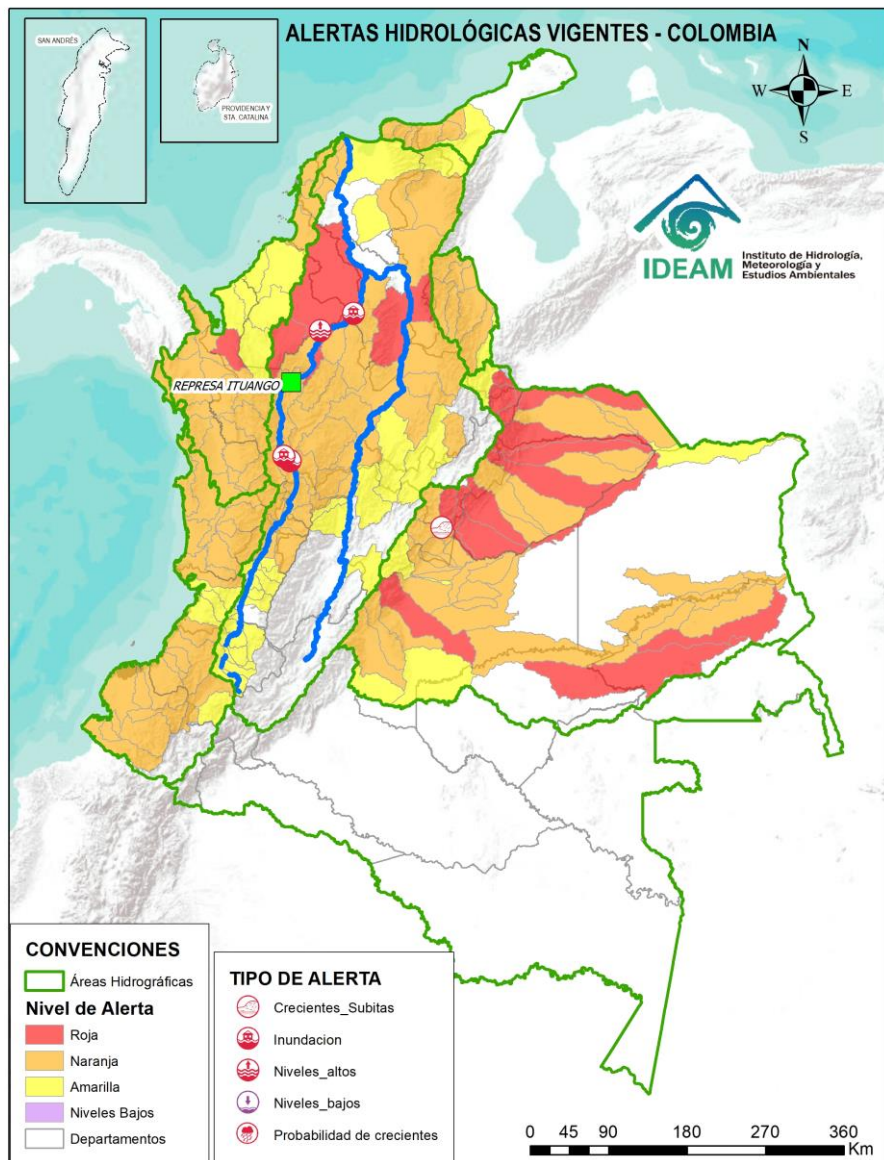 ALERTAS HIDROLÓGICAS VIGENTES - COLOMBIA
SAN ANDRÉS
PROVIDENCIA Y
STA. CATALINA
N
W
E
S
IDEAM
Instituto de Hidrología,
Meteorología y
Estudios Ambientales
REPRESA ITUANGO
CONVENCIONES
Áreas Hidrográficas
Nivel de Alerta
Roja
Naranja
Amarilla
Niveles Bajos
Departamentos
TIPO DE ALERTA
Crecientes_Subitas
Inundacion
Niveles_altos
Niveles_bajos
Probabilidad de crecientes
0 45 90 180 270 360
Km